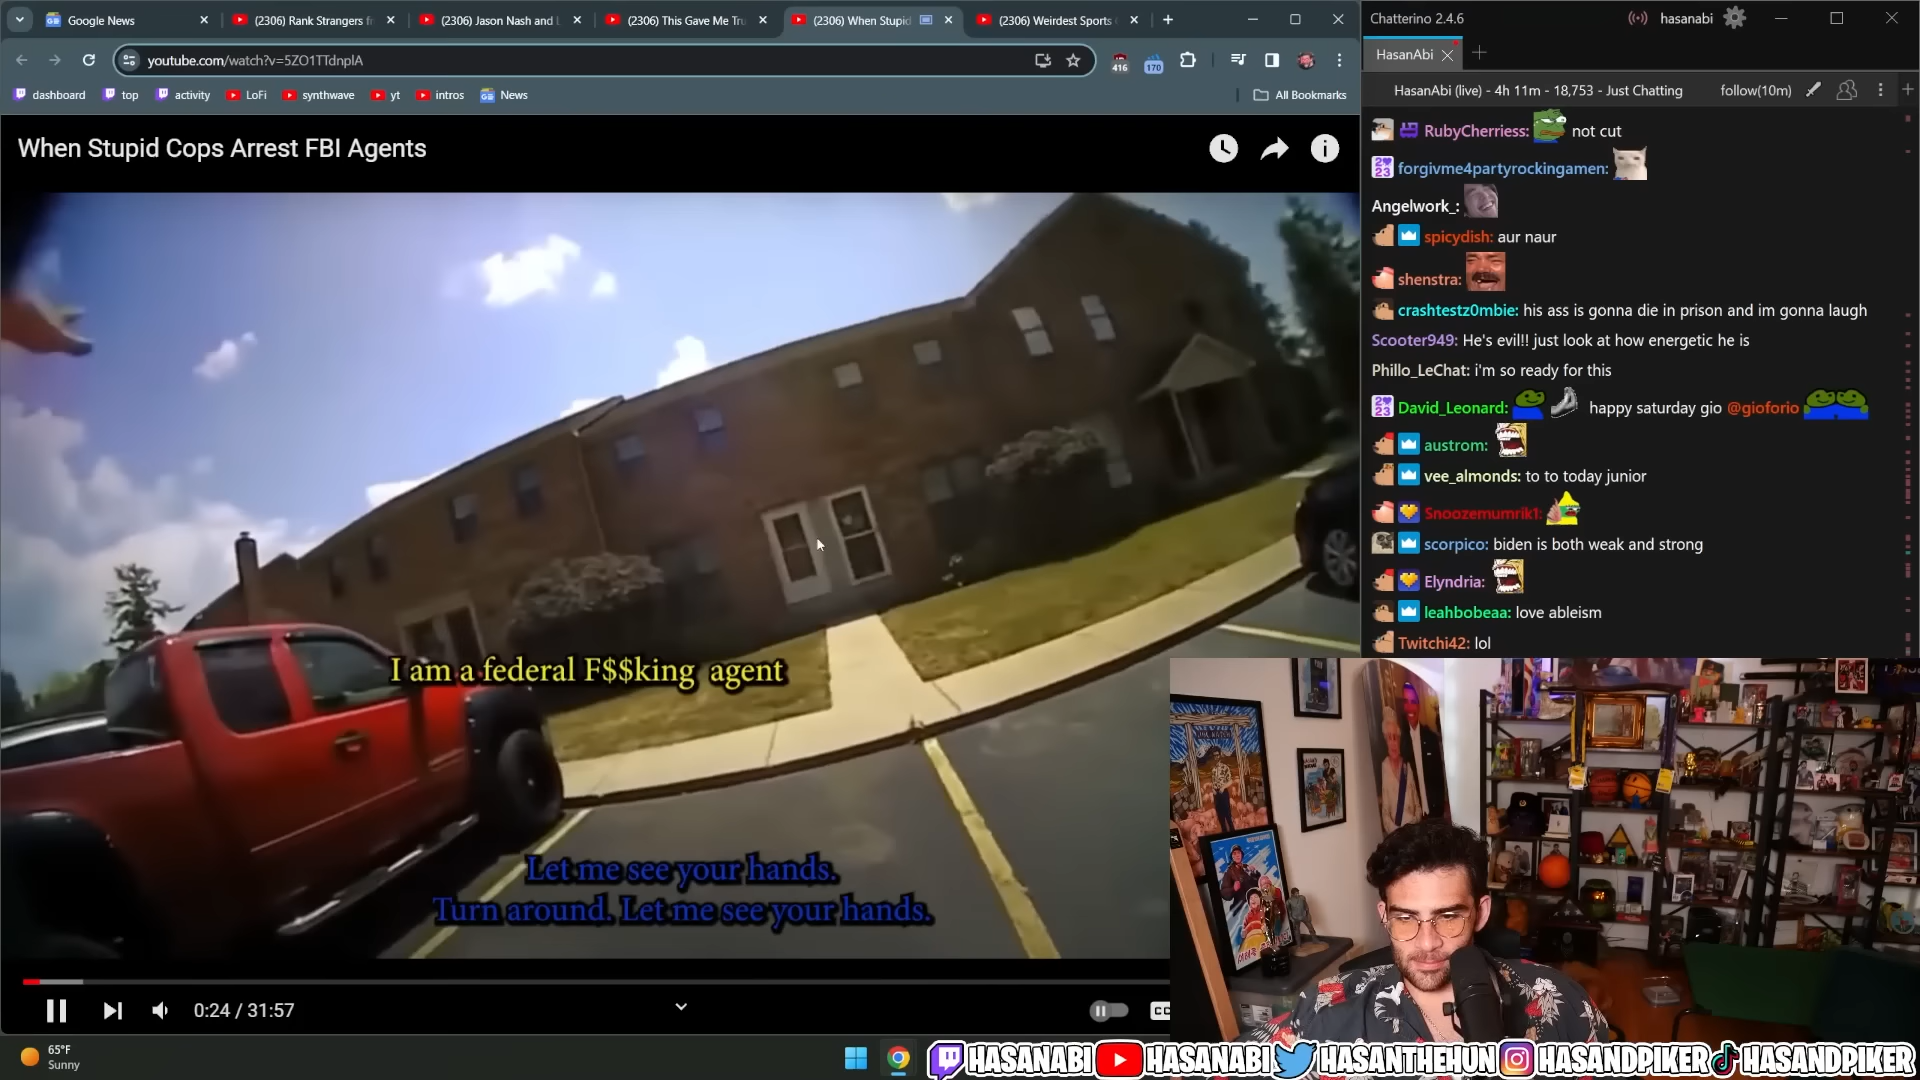 Google News
(2306) Rank Strangers fr
(2306) Jason Nash and L
(2306) This Gave Me Tru
(2306) When Stupid
(2306) Weirdest Sports
youtube.com/watch?v=5ZO1TTdnplA
416
170
dashboard
top
activity
LoFi
synthwave
yt
intros
News
All Bookmarks
When Stupid Cops Arrest FBI Agents
I am a federal F$$king agent
Let me see your hands.
Turn around. Let me see your hands.
0:24 / 31:57
CC
65°F
Sunny
Chatterino 2.4.6
hasanabi
HasanAbi
HasanAbi (live) - 4h 11m - 18,753 - Just Chatting
follow(10m)
RubyCherriess: not cut
forgivme4partyrockingamen:
Angelwork_:
spicydish: aur naur
shenstra:
crashtestz0mbie: his ass is gonna die in prison and im gonna laugh
Scooter949: He's evil!! just look at how energetic he is
Phillo_LeChat: i'm so ready for this
David_Leonard: happy saturday gio @gioforio
austrom:
vee_almonds: to to today junior
Snoozemumrik1:
scorpico: biden is both weak and strong
Elyndria:
leahbobeaa: love ableism
Twitchi42: lol
HASANABI
HASANABI
HASANTHEHUN
HASANDPIKER
HASANDPIKER